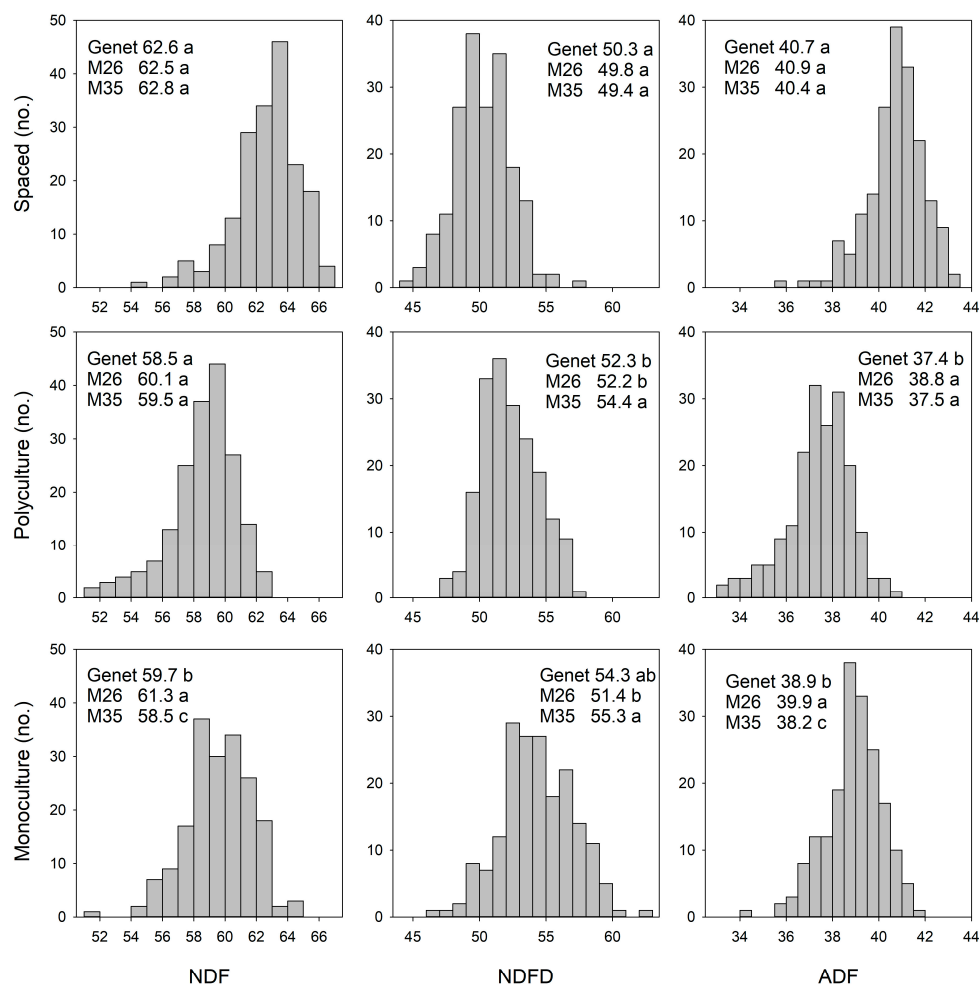 50
40
30
20
10
0
Spaced (no.)
Genet 62.6 a
M26 62.5 a
M35 62.8 a
52 54 56 58 60 62 64 66
40
30
20
10
0
Genet 50.3 a
M26 49.8 a
M35 49.4 a
45 50 55 60
40
30
20
10
0
Genet 40.7 a
M26 40.9 a
M35 40.4 a
34 36 38 40 42 44
50
40
30
20
10
0
Polyculture (no.)
Genet 58.5 a
M26 60.1 a
M35 59.5 a
52 54 56 58 60 62 64 66
40
30
20
10
0
Genet 52.3 b
M26 52.2 b
M35 54.4 a
45 50 55 60
40
30
20
10
0
Genet 37.4 b
M26 38.8 a
M35 37.5 a
34 36 38 40 42 44
50
40
30
20
10
0
Monoculture (no.)
Genet 59.7 b
M26 61.3 a
M35 58.5 c
52 54 56 58 60 62 64 66
NDF
40
30
20
10
0
Genet 54.3 ab
M26 51.4 b
M35 55.3 a
45 50 55 60
NDFD
40
30
20
10
0
Genet 38.9 b
M26 39.9 a
M35 38.2 c
34 36 38 40 42 44
ADF